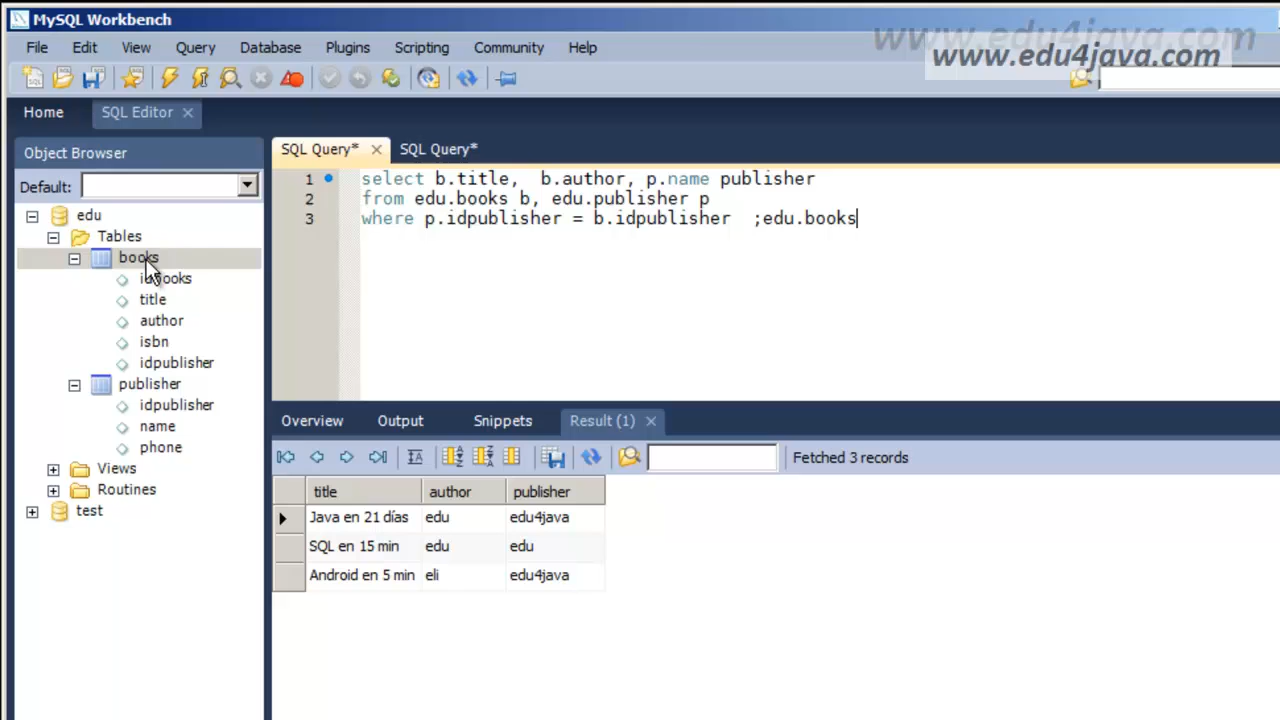 MySQL Workbench
www.edu4java.com
www.edu4java.com
File Edit View Query Database Plugins Scripting Community Help
Home SQL Editor
Object Browser
Default:
edu
Tables
books
title
author
isbn
idpublisher
publisher
idpublisher
name
phone
Views
Routines
test
SQL Query* SQL Query*
1 select b.title,  b.author, p.name publisher
2 from edu.books b, edu.publisher p
3 where p.idpublisher = b.idpublisher  ;edu.books
Overview Output Snippets Result (1)
Fetched 3 records
title author publisher
Java en 21 días edu edu4java
SQL en 15 min edu edu
Android en 5 min eli edu4java